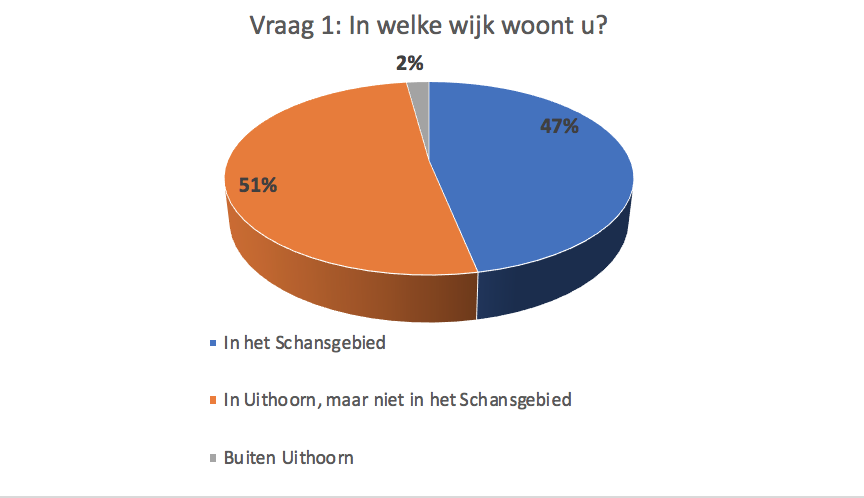 Vraag 1: In welke wijk woont u?
2%
47%
51%
In het Schansgebied
In Uithoorn, maar niet in het Schansgebied
Buiten Uithoorn